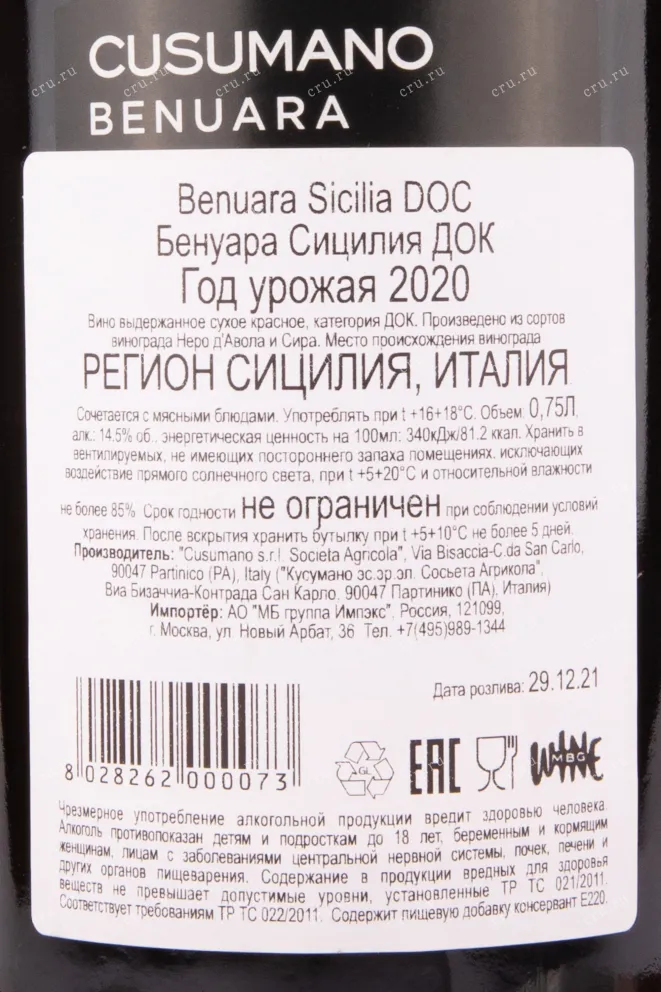 CUSUMANO
BENUARA
Benuara Sicilia DOC
Бенуара Сицилия ДОК
Год урожая 2020
Вино выдержанное сухое красное, категория ДОК. Произведено из сортов
винограда Неро д'Авола и Сира. Место происхождения винограда
РЕГИОН СИЦИЛИЯ, ИТАЛИЯ
Сочетается с мясными блюдами. Употреблять при t +16+18°С. Объем 0,75Л,
алк.: 14.5% об., энергетическая ценность на 100мл: 340кДж/81.2 ккал. Хранить в
вентилируемых, не имеющих постороннего запаха помещениях, исключающих
воздействие прямого солнечного света, при t +5+20°С и относительной влажности
не более 85% Срок годности не ограничен при соблюдении условий
хранения. После вскрытия хранить бутылку при t +5+10°С не более 5 дней.
Производитель: "Cusumano s.r.l. Societa Agricola", Via Bisaccia-C.da San Carlo,
90047 Partinico (PA), Italy ("Кусумано эс.эр.эл. Сосьета Агрикола",
Виа Бизаччиа-Контрада Сан Карло. 90047 Партинико (ПА), Италия)
Импортёр: АО "МБ группа Импэкс", Россия, 121099,
г. Москва, ул. Новый Арбат, 36 Тел. +7(495)989-1344
Дата розлива: 29.12.21
8 028262 000073
GL
EAC
WINE
MBG
Чрезмерное употребление алкогольной продукции вредит здоровью человека.
Алкоголь противопоказан детям и подросткам до 18 лет, беременным и кормящим
женщинам, лицам с заболеваниями центральной нервной системы, почек, печени и
других органов пищеварения. Содержание в продукции вредных для здоровья
веществ не превышает допустимые уровни, установленные ТР ТС 021/2011.
Соответствует требованиям ТР ТС 022/2011. Содержит пищевую добавку консервант Е220.
cru.ru